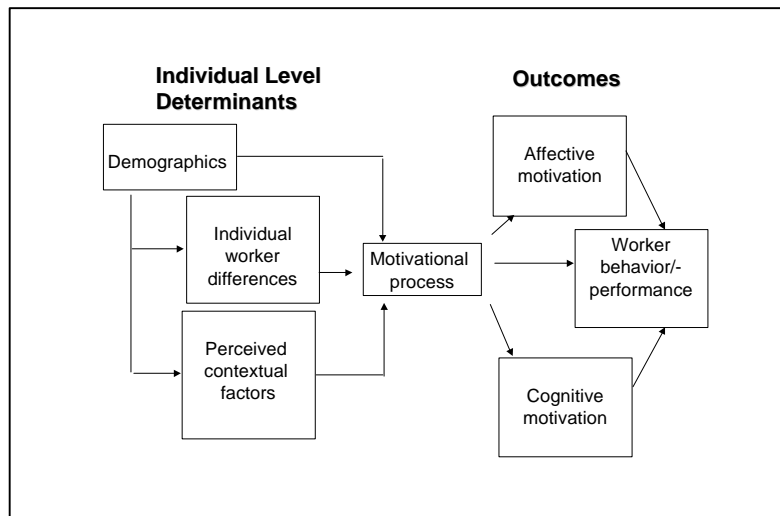 Individual Level
Determinants
Outcomes
Demographics
Affective
motivation
Individual
worker
differences
Motivational
process
Worker
behavior/-
performance
Perceived
contextual
factors
Cognitive
motivation